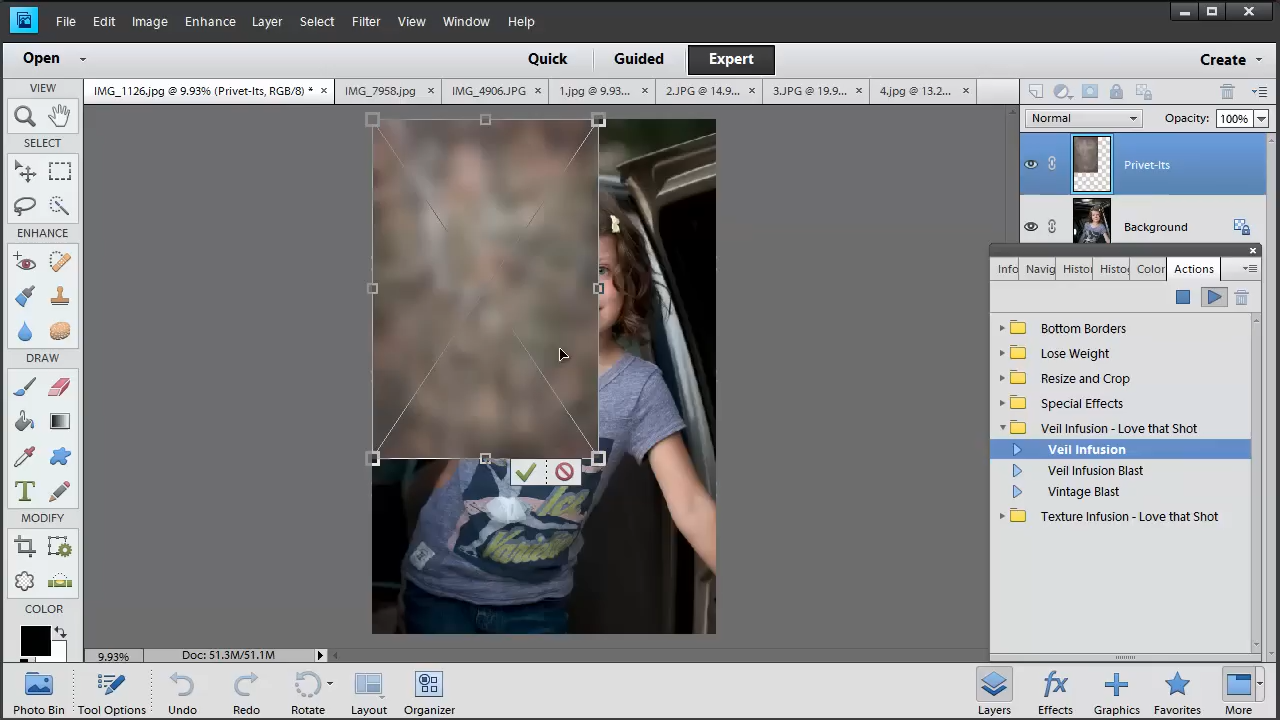 File Edit Image Enhance Layer Select Filter View Window Help
Open Quick Guided Expert Create
VIEW
IMG_1126.jpg @ 9.93% (Privet-Its, RGB/8) * × IMG_7958.jpg × IMG_4906.JPG × 1.jpg @ 9.93... × 2.JPG @ 14.9... × 3.JPG @ 19.9... × 4.jpg @ 13.2... ×
Normal Opacity: 100%
SELECT
Privet-Its
Background
ENHANCE
Info Navig Histor Histog Color Actions
Bottom Borders
Lose Weight
DRAW
Resize and Crop
Special Effects
Veil Infusion - Love that Shot
Veil Infusion
Veil Infusion Blast
Vintage Blast
Texture Infusion - Love that Shot
MODIFY
COLOR
9.93% Doc: 51.3M/51.1M
Photo Bin Tool Options Undo Redo Rotate Layout Organizer Layers Effects Graphics Favorites More